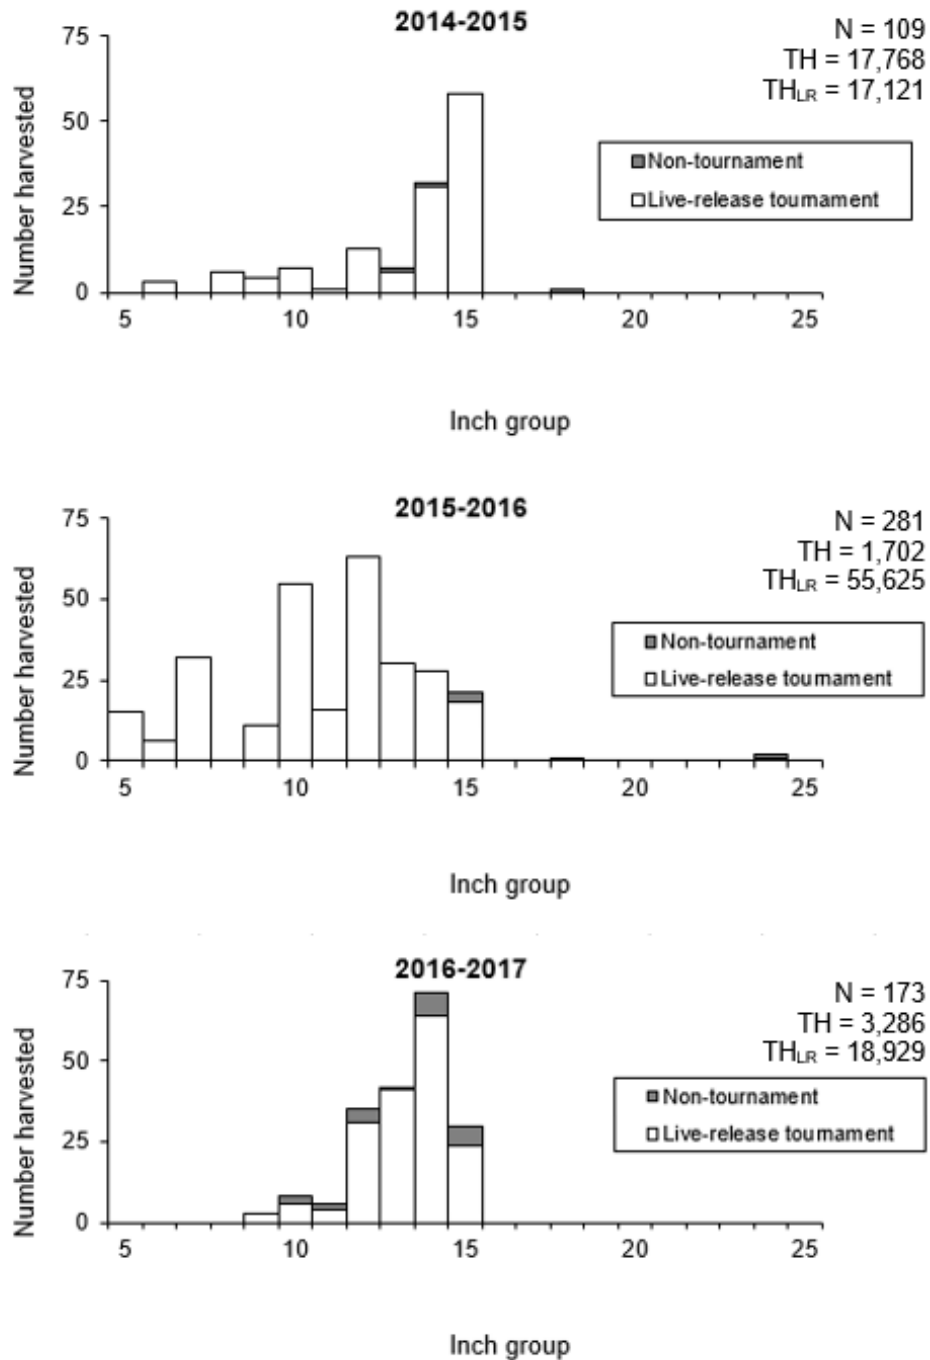 2014-2015
N = 109
TH = 17,768
THLR = 17,121
Non-tournament
Live-release tournament
Number harvested
75
50
25
0
5 10 15 20 25
Inch group
2015-2016
N = 281
TH = 1,702
THLR = 55,625
Non-tournament
Live-release tournament
Number harvested
75
50
25
0
5 10 15 20 25
Inch group
2016-2017
N = 173
TH = 3,286
THLR = 18,929
Non-tournament
Live-release tournament
Number harvested
75
50
25
0
5 10 15 20 25
Inch group